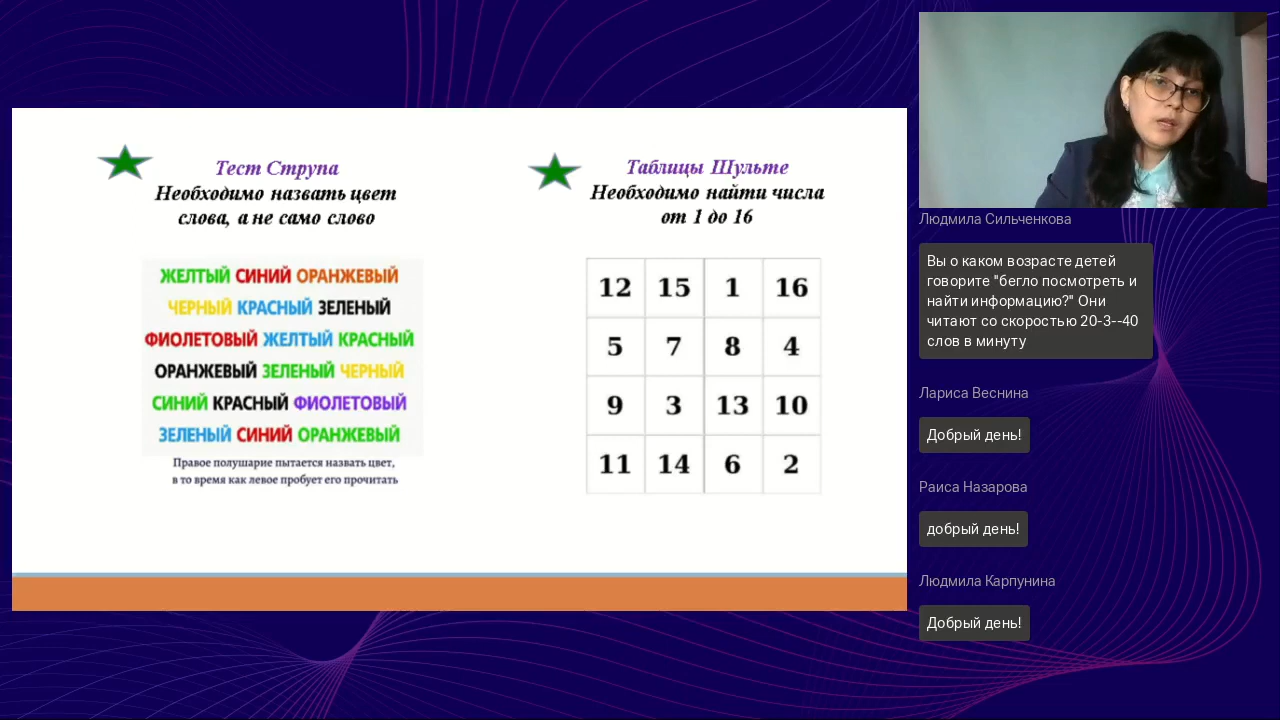 Тест Струпа
Необходимо назвать цвет
слова, а не само слово
ЖЕЛТЫЙ СИНИЙ ОРАНЖЕВЫЙ
ЧЕРНЫЙ КРАСНЫЙ ЗЕЛЕНЫЙ
ФИОЛЕТОВЫЙ ЖЕЛТЫЙ КРАСНЫЙ
ОРАНЖЕВЫЙ ЗЕЛЕНЫЙ ЧЕРНЫЙ
СИНИЙ КРАСНЫЙ ФИОЛЕТОВЫЙ
ЗЕЛЕНЫЙ СИНИЙ ОРАНЖЕВЫЙ
Правое полушарие пытается назвать цвет,
в то время как левое пробует его прочитать
Таблицы Шульте
Необходимо найти числа
от 1 до 16
12 15 1 16
5 7 8 4
9 3 13 10
11 14 6 2
Людмила Сильченкова
Вы о каком возрасте детей
говорите "бегло посмотреть и
найти информацию?" Они
читают со скоростью 20-3--40
слов в минуту
Лариса Веснина
Добрый день!
Раиса Назарова
добрый день!
Людмила Карпунина
Добрый день!